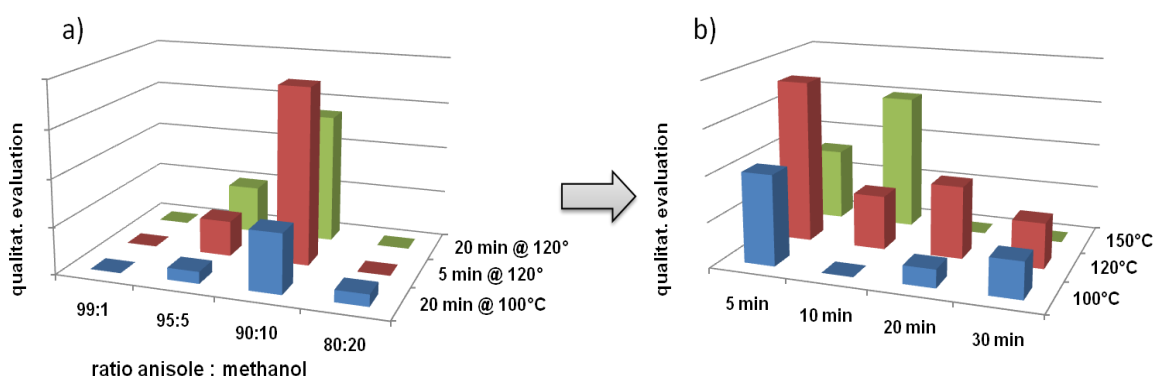 a)
qualitat. evaluation
99:1
95:5
90:10
80:20
20 min @ 120°
5 min @ 120°
20 min @ 100°C
ratio anisole : methanol
b)
qualitat. evaluation
5 min
10 min
20 min
30 min
150°C
120°C
100°C